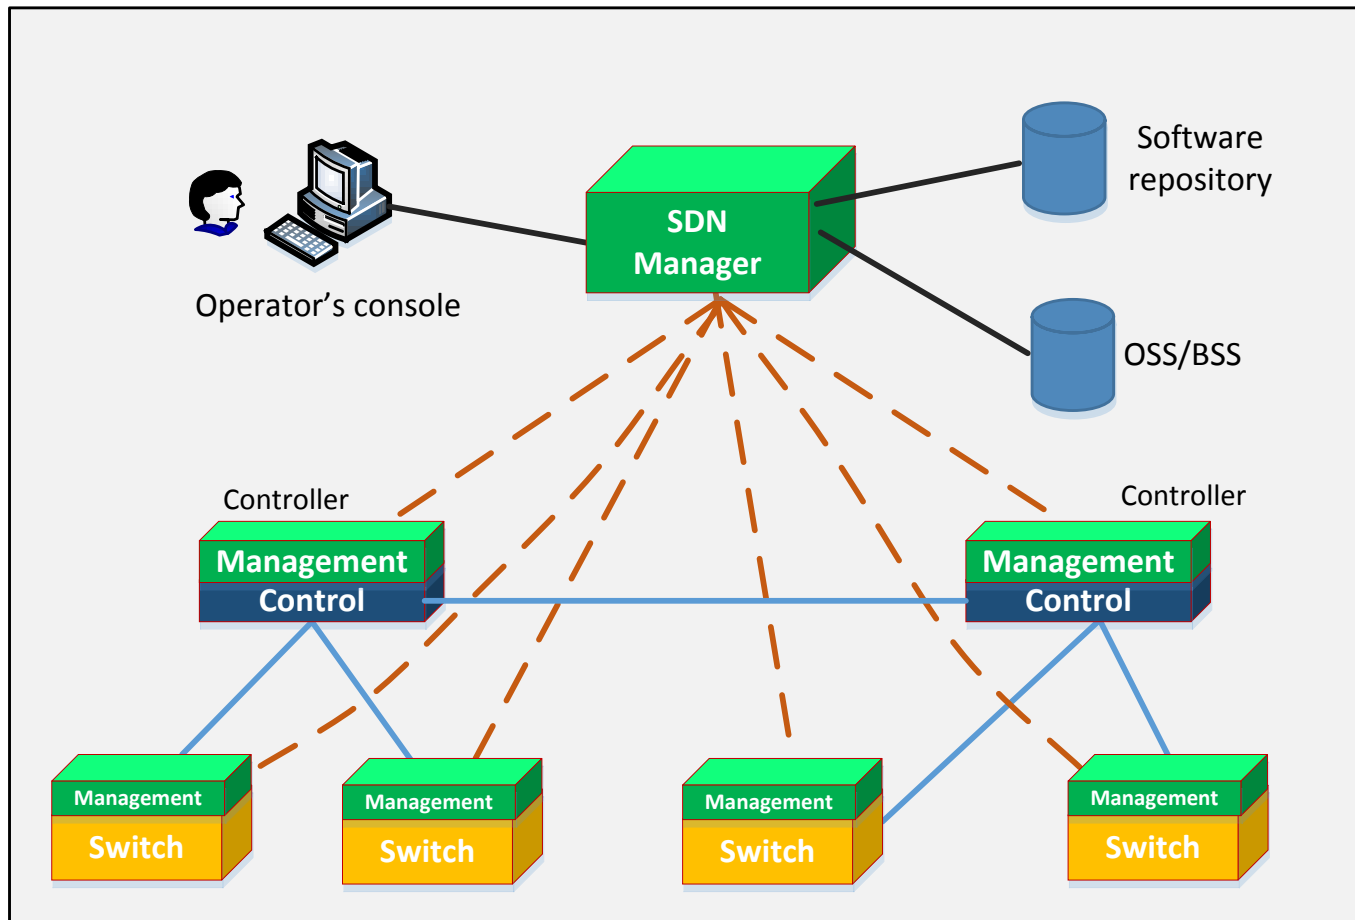 Software
repository
SDN
Manager
Operator's console
OSS/BSS
Controller
Controller
Management
Control
Management
Control
Management
Switch
Management
Switch
Management
Switch
Management
Switch